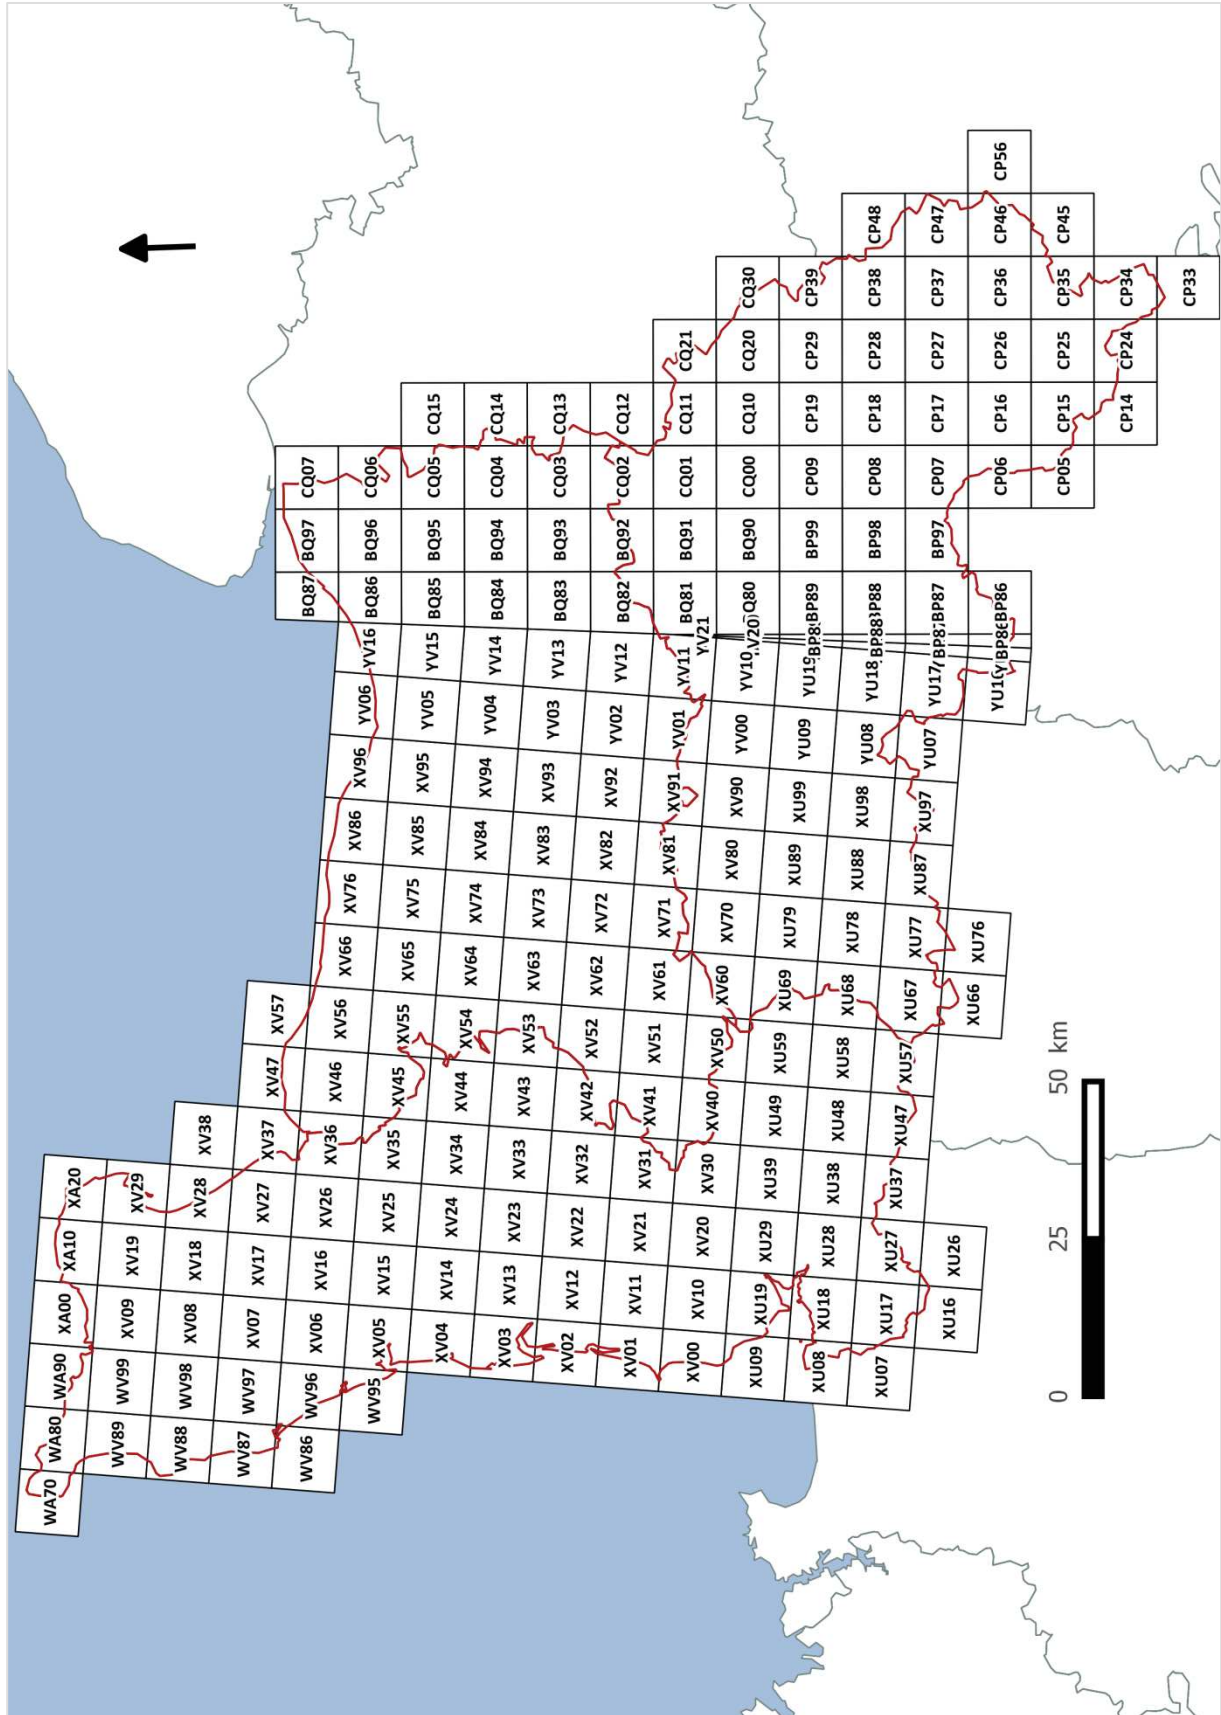 WA70 WA80 WA90 XA00 XA10 XA20
WV89 WV99 XV09 XV19 XV29
WV88 WV98 XV08 XV18 XV28 XV38
WV87 WV97 XV07 XV17 XV27 XV37 XV47 XV57 BQ87 BQ97 CQ07
WV86 WV96 XV06 XV16 XV26 XV36 XV46 XV56 XV66 XV76 XV86 XV96 YV06 YV16 BQ86 BQ96 CQ06
WV95 XV05 XV15 XV25 XV35 XV45 XV55 XV65 XV75 XV85 XV95 YV05 YV15 BQ85 BQ95 CQ05 CQ15
XV04 XV14 XV24 XV34 XV44 XV54 XV64 XV74 XV84 XV94 YV04 YV14 BQ84 BQ94 CQ04 CQ14
XV03 XV13 XV23 XV33 XV43 XV53 XV63 XV73 XV83 XV93 YV03 YV13 BQ83 BQ93 CQ03 CQ13
XV02 XV12 XV22 XV32 XV42 XV52 XV62 XV72 XV82 XV92 YV02 YV12 BQ82 BQ92 CQ02 CQ12
XV01 XV11 XV21 XV31 XV41 XV51 XV61 XV71 XV81 XV91 YV01 YV11 YV21 BQ81 BQ91 CQ01 CQ11 CQ21
XV00 XV10 XV20 XV30 XV40 XV50 XV60 XV70 XV80 XV90 YV00 YV10 BQ90 CQ00 CQ10 CQ20 CQ30
XU09 XU19 XU29 XU39 XU49 XU59 XU69 XU79 XU89 XU99 YU09 YU19 BP89 BP99 CP09 CP19 CP29 CP39
XU08 XU18 XU28 XU38 XU48 XU58 XU68 XU78 XU88 XU98 YU08 YU18 BP88 BP98 CP08 CP18 CP28 CP38 CP48
XU07 XU17 XU27 XU37 XU47 XU57 XU67 XU77 XU87 XU97 YU07 YU17 BP87 BP97 CP07 CP17 CP27 CP37 CP47
XU16 XU26 XU66 XU76 BP86 BP86 CP06 CP16 CP26 CP36 CP46 CP56
CP05 CP15 CP25 CP35 CP45
CP14 CP24 CP34
CP33
0 25 50 km